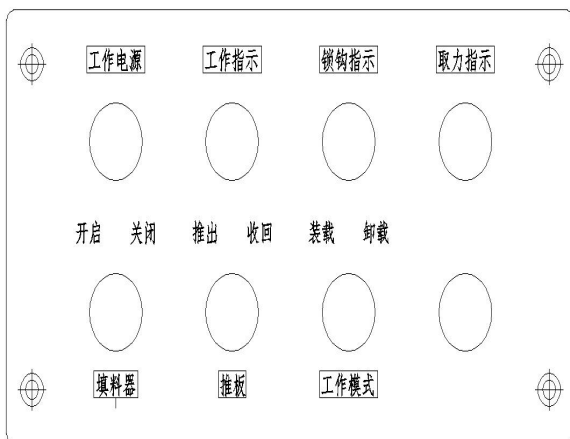 工作电源 工作指示 锁钩指示 取力指示
开启 关闭 推出 收回 装载 卸载
填料器 推板 工作模式